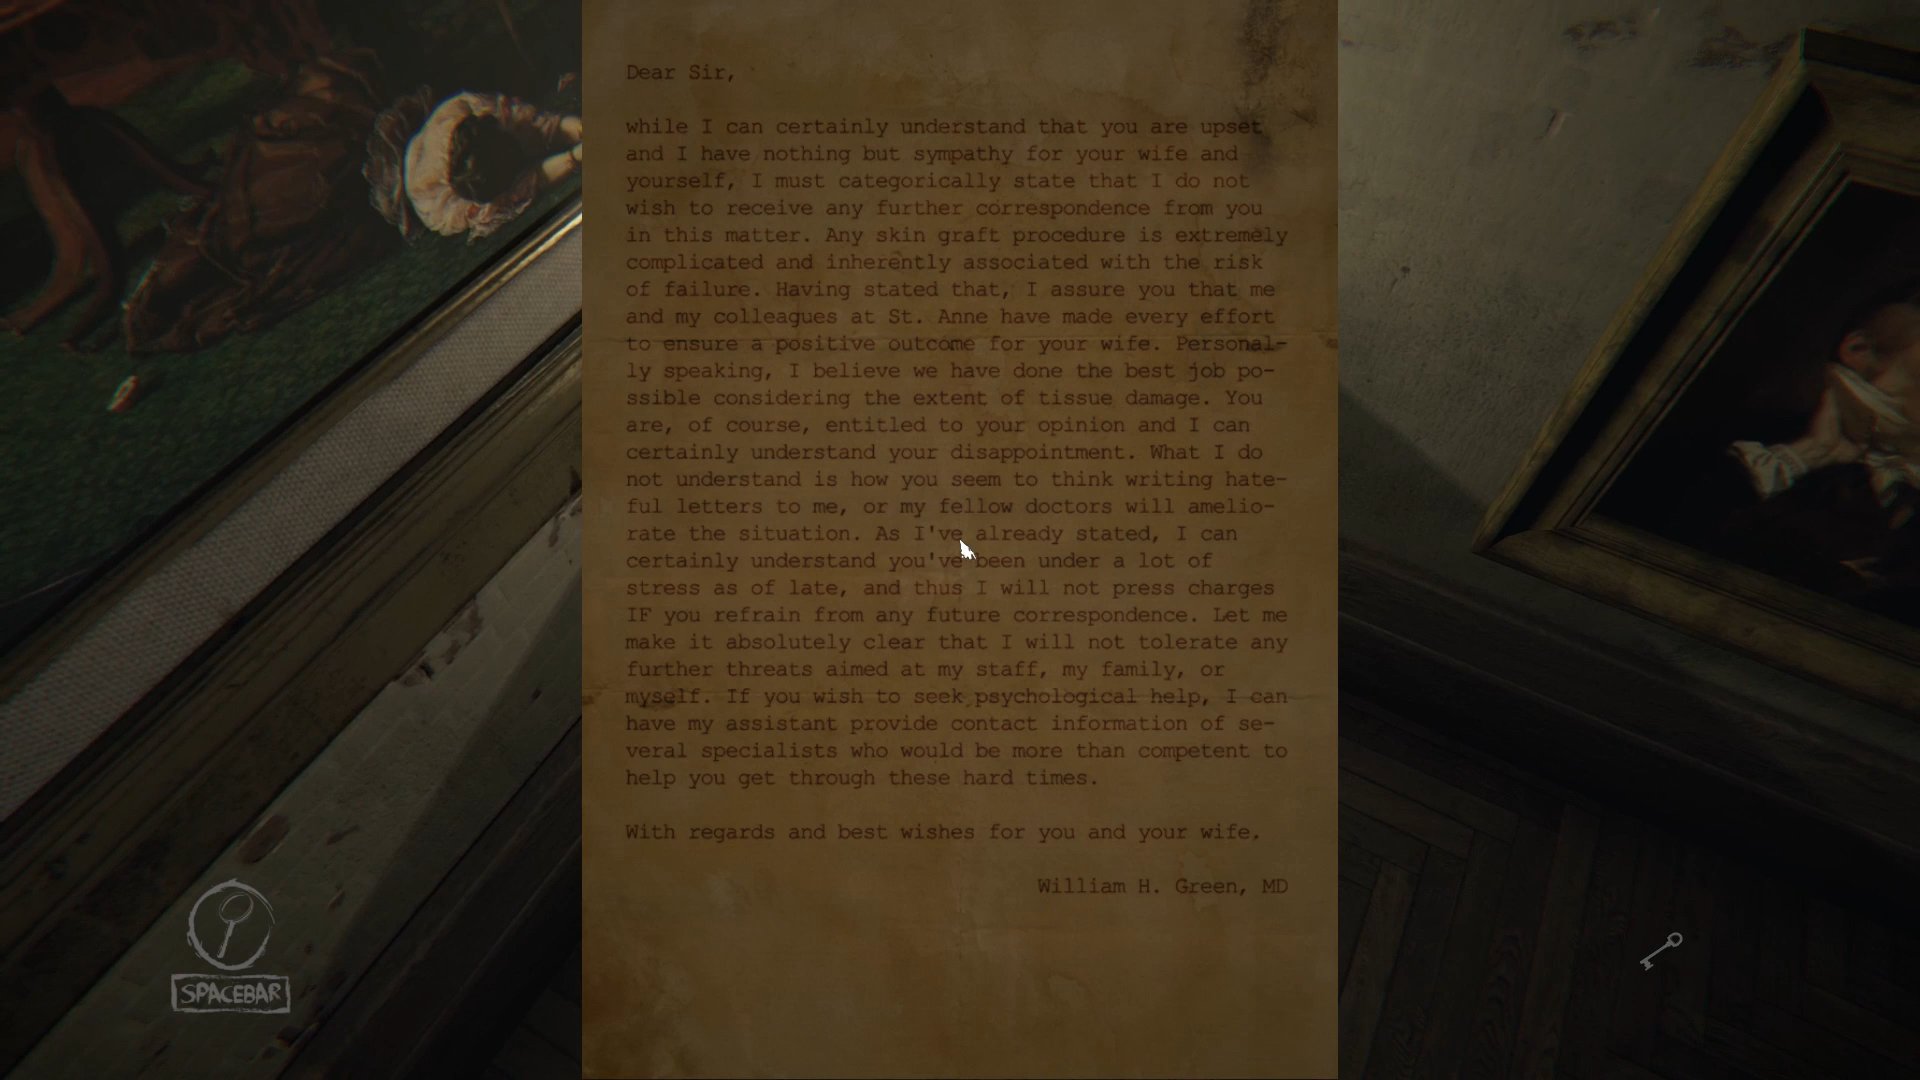 Dear Sir,
while I can certainly understand that you are upset
and I have nothing but sympathy for your wife and
yourself, I must categorically state that I do not
wish to receive any further correspondence from you
in this matter. Any skin graft procedure is extremely
complicated and inherently associated with the risk
of failure. Having stated that, I assure you that me
and my colleagues at St. Anne have made every effort
to ensure a positive outcome for your wife. Personal-
ly speaking, I believe we have done the best job po-
ssible considering the extent of tissue damage. You
are, of course, entitled to your opinion and I can
certainly understand your disappointment. What I do
not understand is how you seem to think writing hate-
ful letters to me, or my fellow doctors will amelio-
rate the situation. As I've already stated, I can
certainly understand you've been under a lot of
stress as of late, and thus I will not press charges
IF you refrain from any future correspondence. Let me
make it absolutely clear that I will not tolerate any
further threats aimed at my staff, my family, or
myself. If you wish to seek psychological help, I can
have my assistant provide contact information of se-
veral specialists who would be more than competent to
help you get through these hard times.
With regards and best wishes for you and your wife,
William H. Green, MD
SPACEBAR